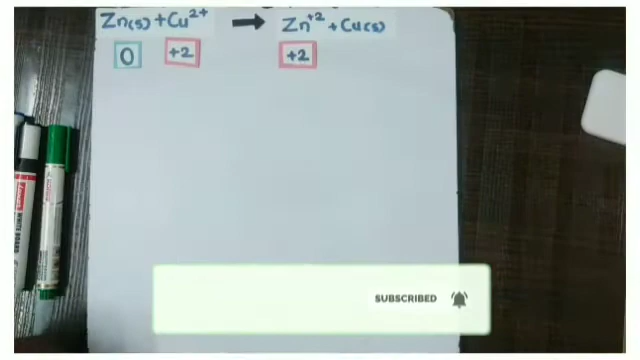 Zn(s) + Cu²⁺ → Zn⁺² + Cu(s)
0 +2 +2
SUBSCRIBED